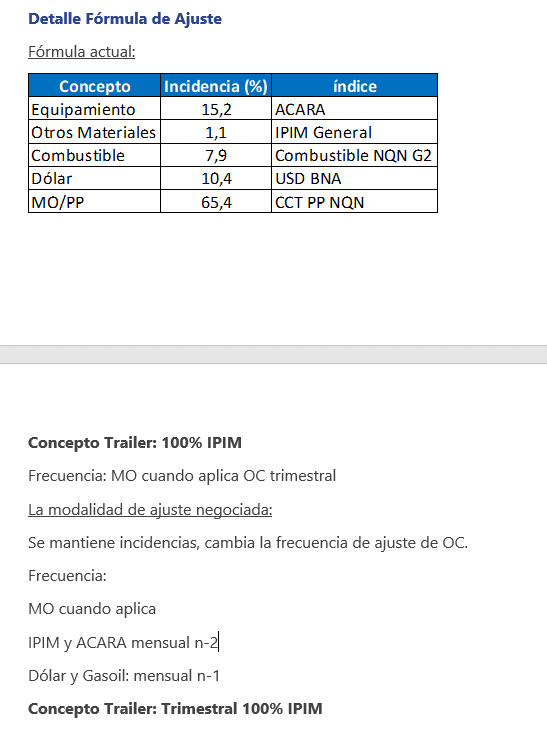 Detalle Fórmula de Ajuste
Fórmula actual:
Concepto Incidencia (%) índice
Equipamiento 15,2 ACARA
Otros Materiales 1,1 IPIM General
Combustible 7,9 Combustible NQN G2
Dólar 10,4 USD BNA
MO/PP 65,4 CCT PP NQN
Concepto Trailer: 100% IPIM
Frecuencia: MO cuando aplica OC trimestral
La modalidad de ajuste negociada:
Se mantiene incidencias, cambia la frecuencia de ajuste de OC.
Frecuencia:
MO cuando aplica
IPIM y ACARA mensual n-2
Dólar y Gasoil: mensual n-1
Concepto Trailer: Trimestral 100% IPIM